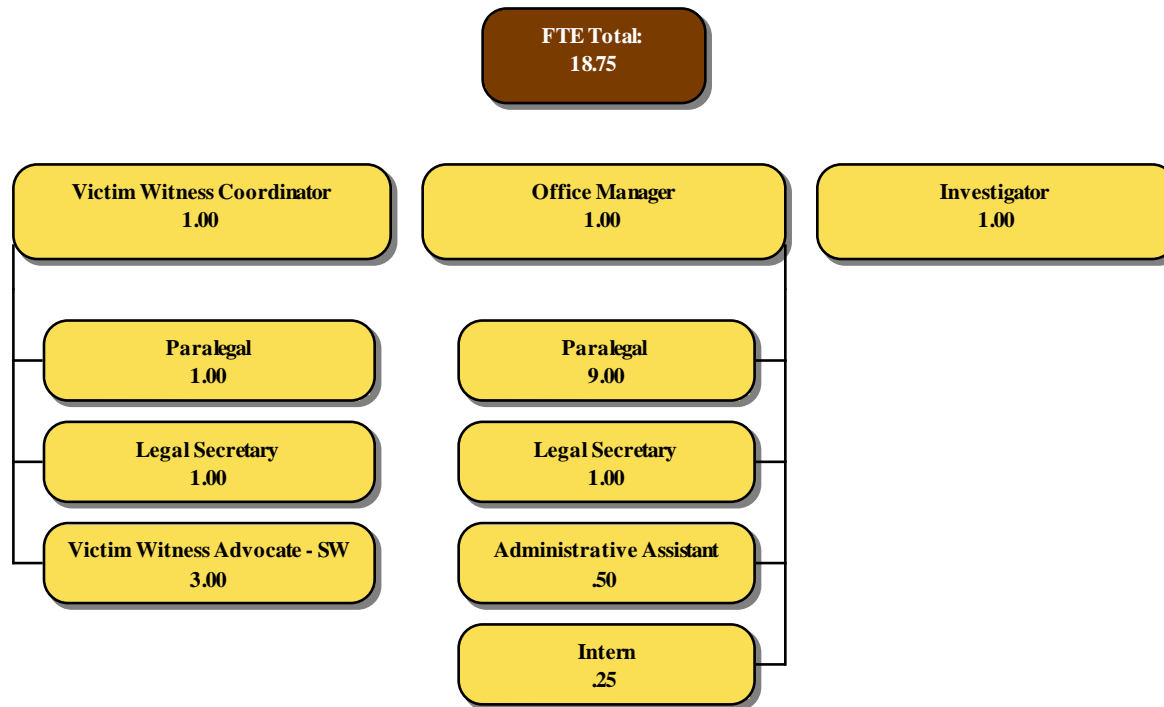 FTE Total:
18.75
Victim Witness Coordinator
1.00
Office Manager
1.00
Investigator
1.00
Paralegal
1.00
Legal Secretary
1.00
Victim Witness Advocate - SW
3.00
Paralegal
9.00
Legal Secretary
1.00
Administrative Assistant
.50
Intern
.25